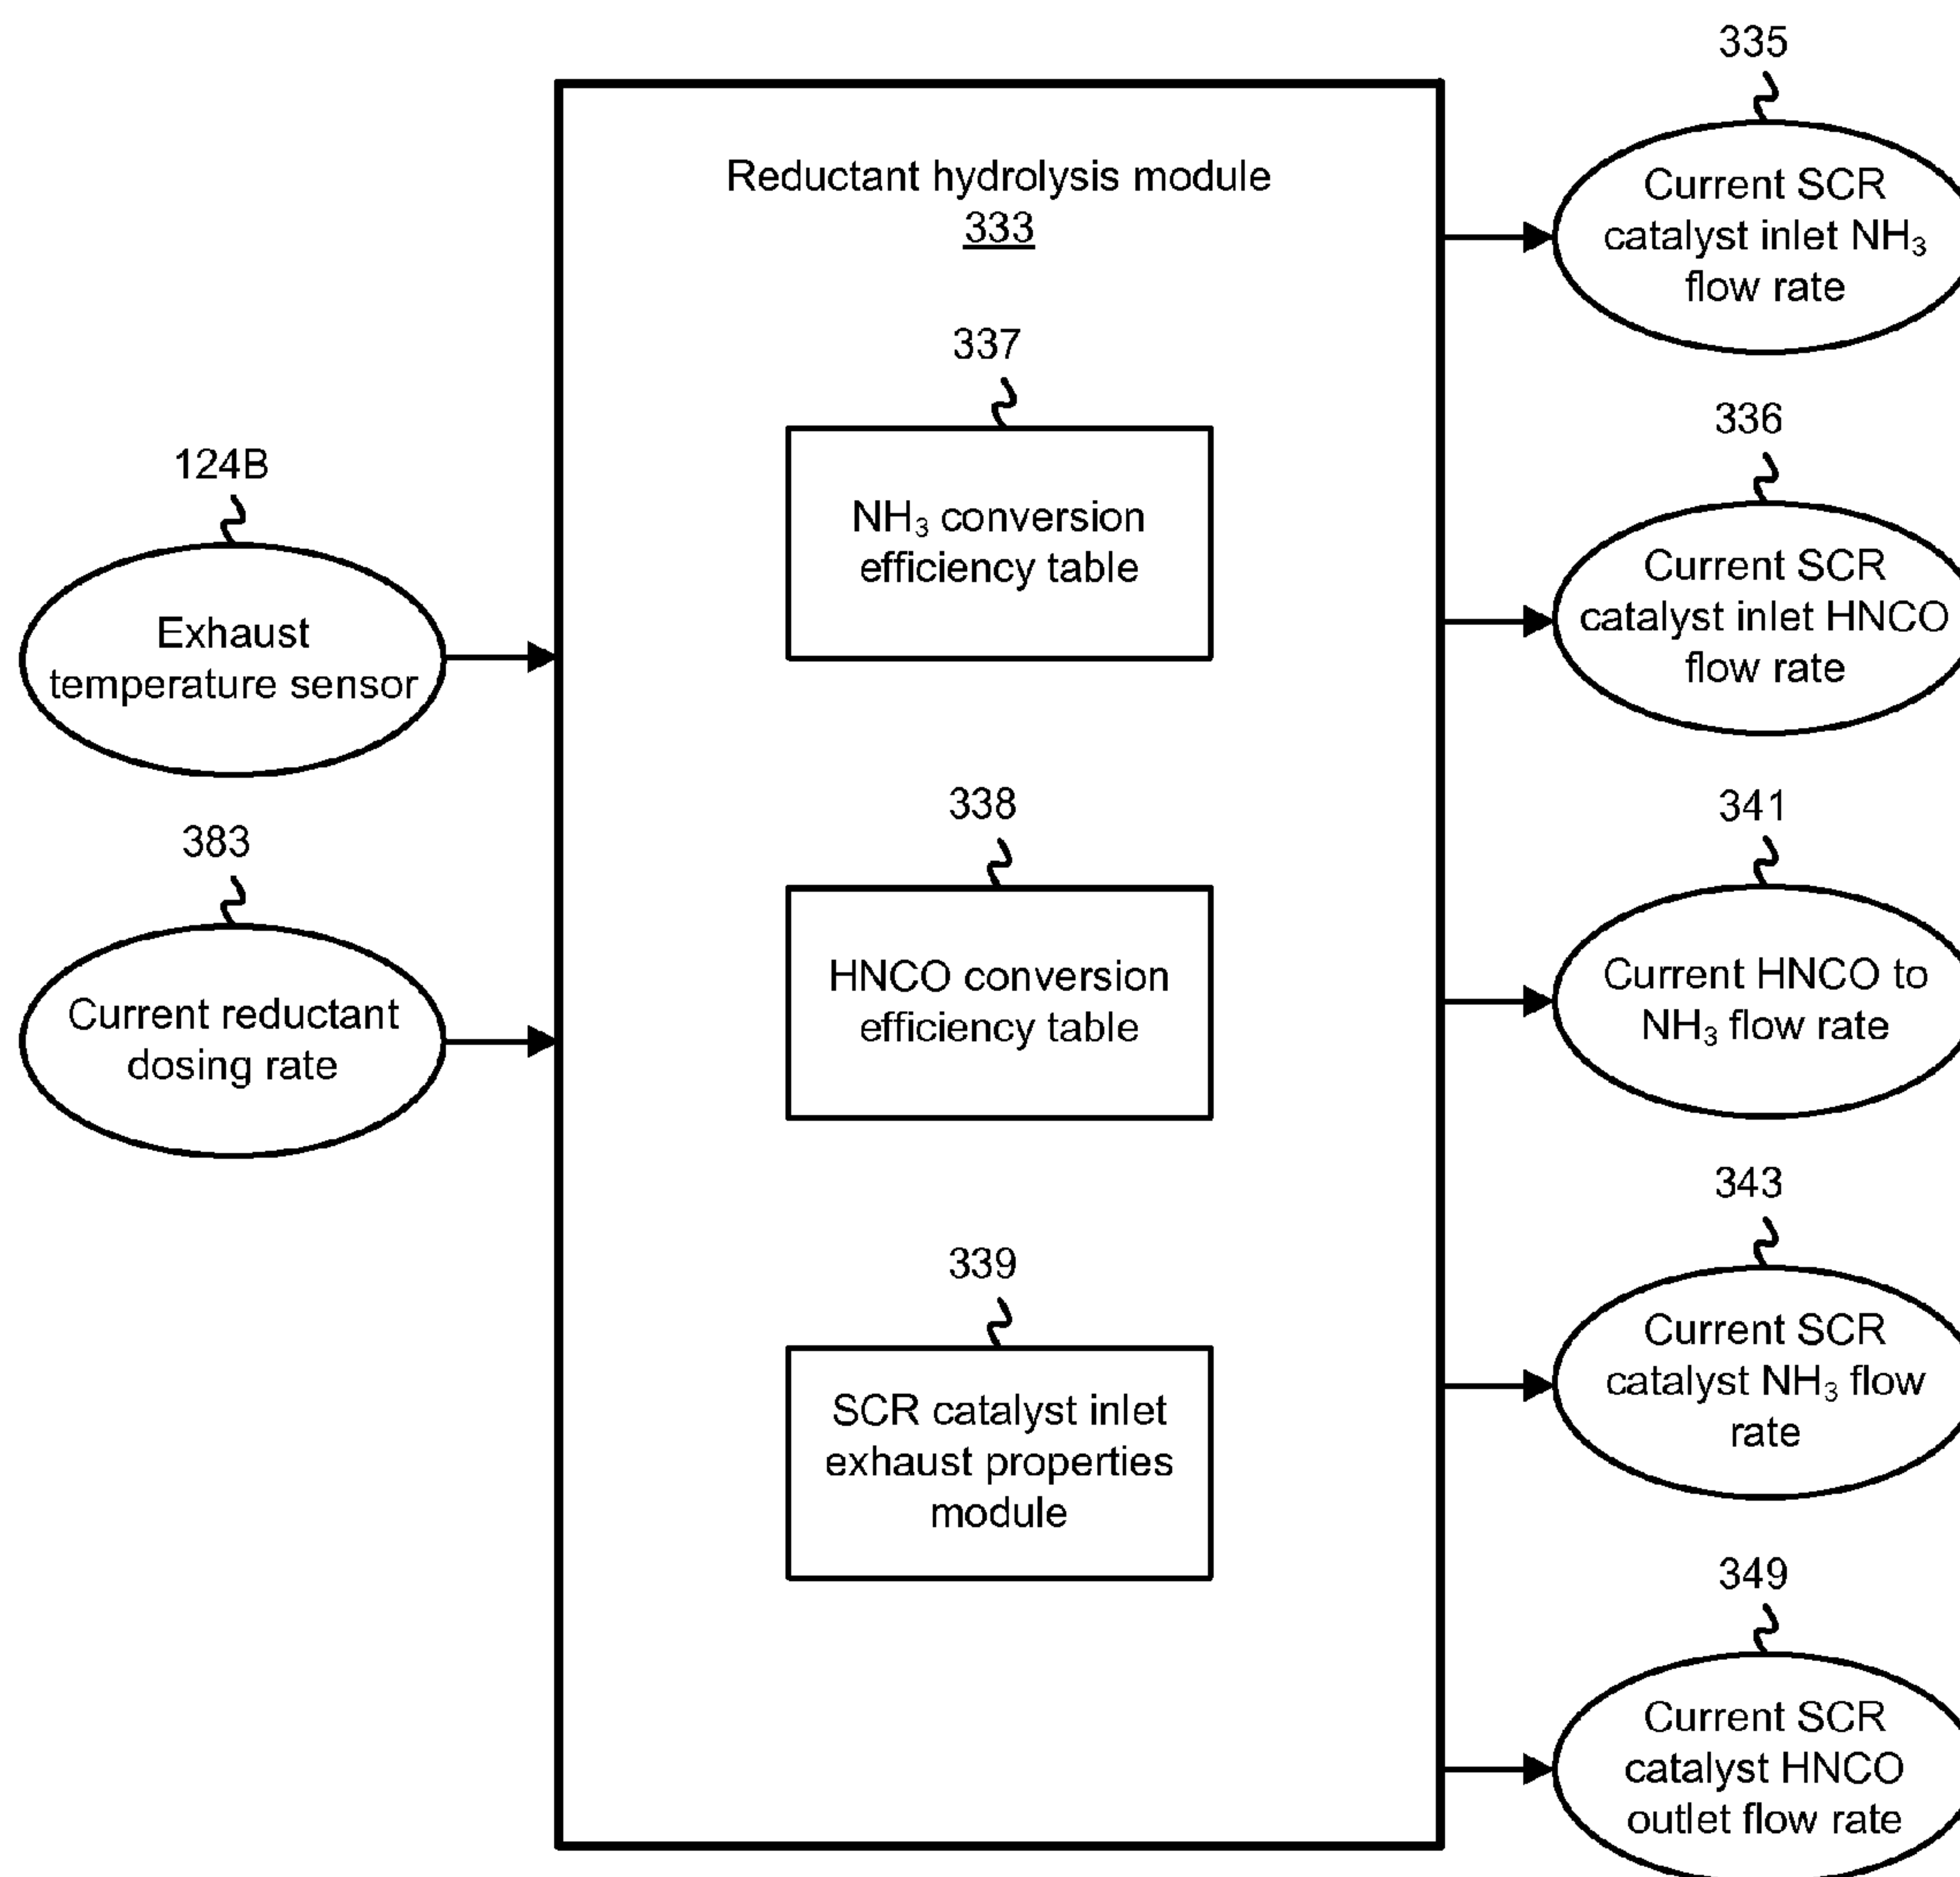 335
Reductant hydrolysis module
333
Current SCR
catalyst inlet NH₃
flow rate
337
336
124B
NH₃ conversion
efficiency table
Current SCR
catalyst inlet HNCO
flow rate
Exhaust
temperature sensor
338
341
383
HNCO conversion
efficiency table
Current HNCO to
NH₃ flow rate
Current reductant
dosing rate
343
339
Current SCR
catalyst NH₃ flow
rate
SCR catalyst inlet
exhaust properties
module
349
Current SCR
catalyst HNCO
outlet flow rate